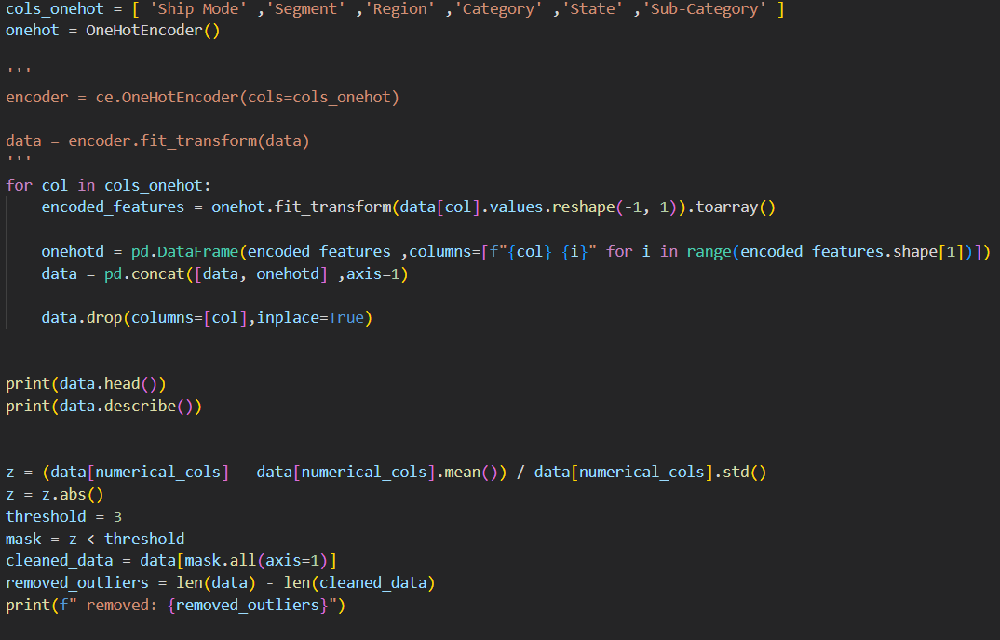 cols_onehot = [ 'Ship Mode' ,'Segment' ,'Region' ,'Category' ,'State' ,'Sub-Category' ]
onehot = OneHotEncoder()
'''
encoder = ce.OneHotEncoder(cols=cols_onehot)
data = encoder.fit_transform(data)
'''
for col in cols_onehot:
    encoded_features = onehot.fit_transform(data[col].values.reshape(-1, 1)).toarray()
    onehotd = pd.DataFrame(encoded_features ,columns=[f"{col}_{i}" for i in range(encoded_features.shape[1])])
    data = pd.concat([data, onehotd] ,axis=1)
    data.drop(columns=[col],inplace=True)
print(data.head())
print(data.describe())
z = (data[numerical_cols] - data[numerical_cols].mean()) / data[numerical_cols].std()
z = z.abs()
threshold = 3
mask = z < threshold
cleaned_data = data[mask.all(axis=1)]
removed_outliers = len(data) - len(cleaned_data)
print(f" removed: {removed_outliers}")